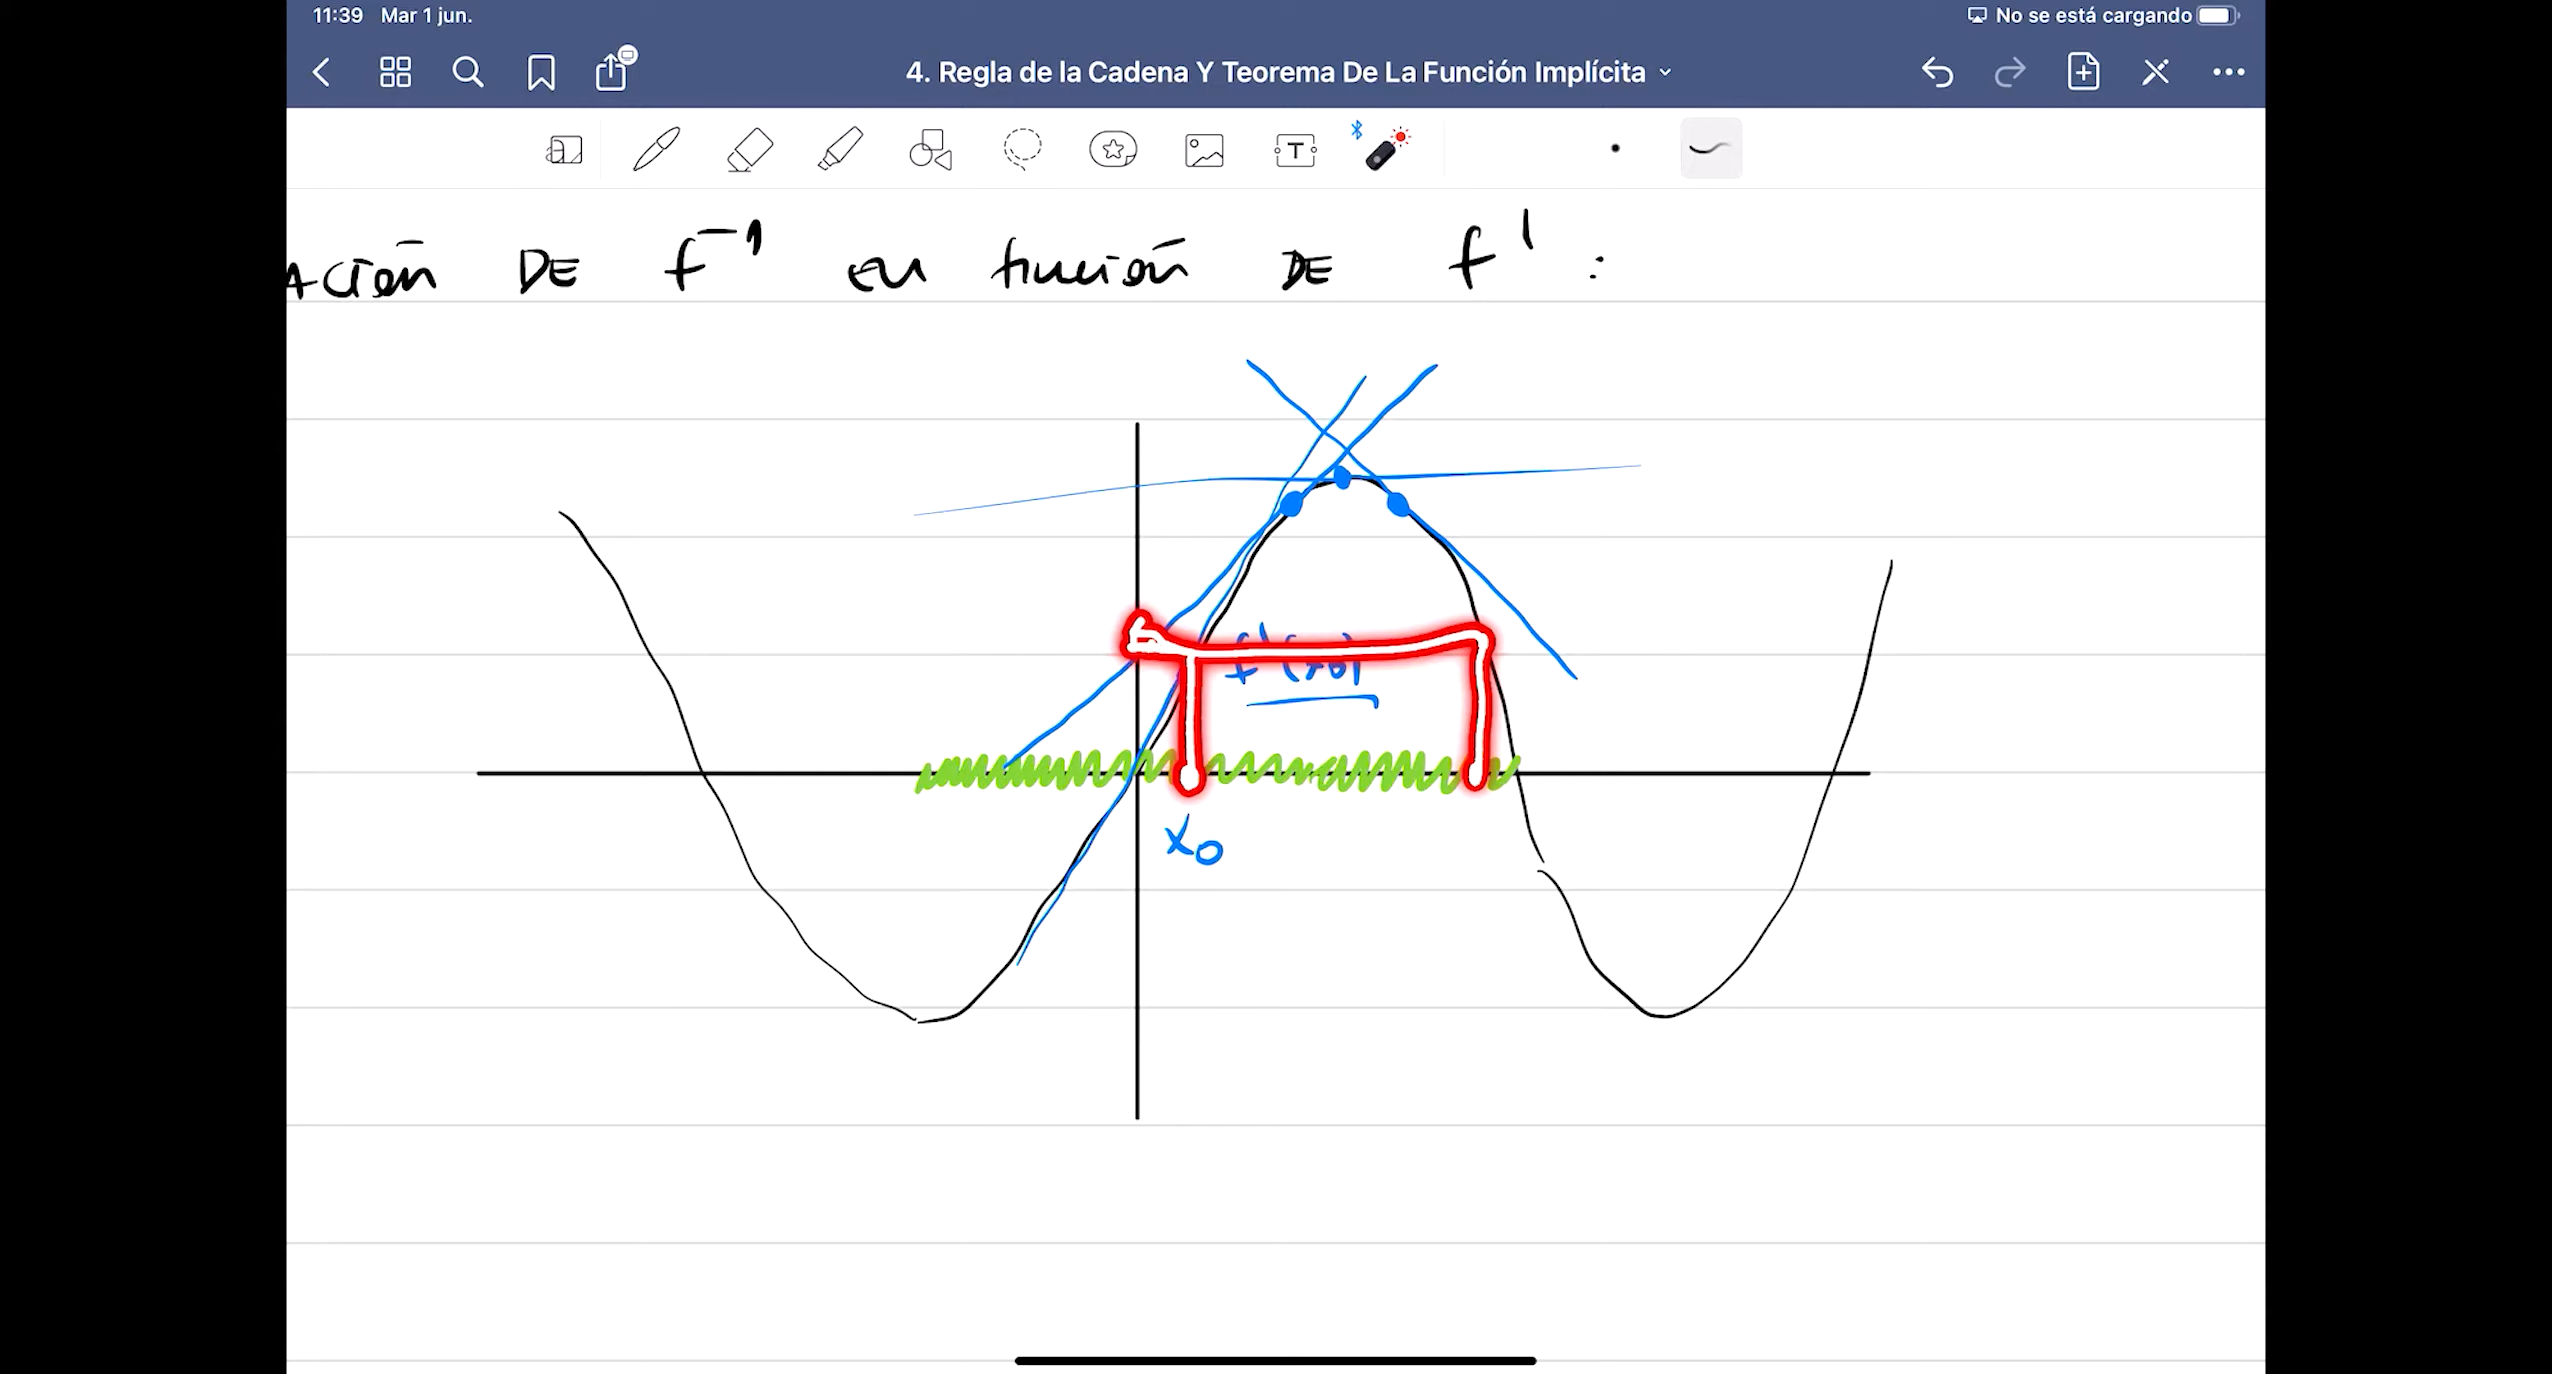 11:39 Mar 1 jun. No se está cargando
4. Regla de la Cadena Y Teorema De La Función Implícita
ación DE f⁻¹ en función DE f' :
f'(x0)
x0